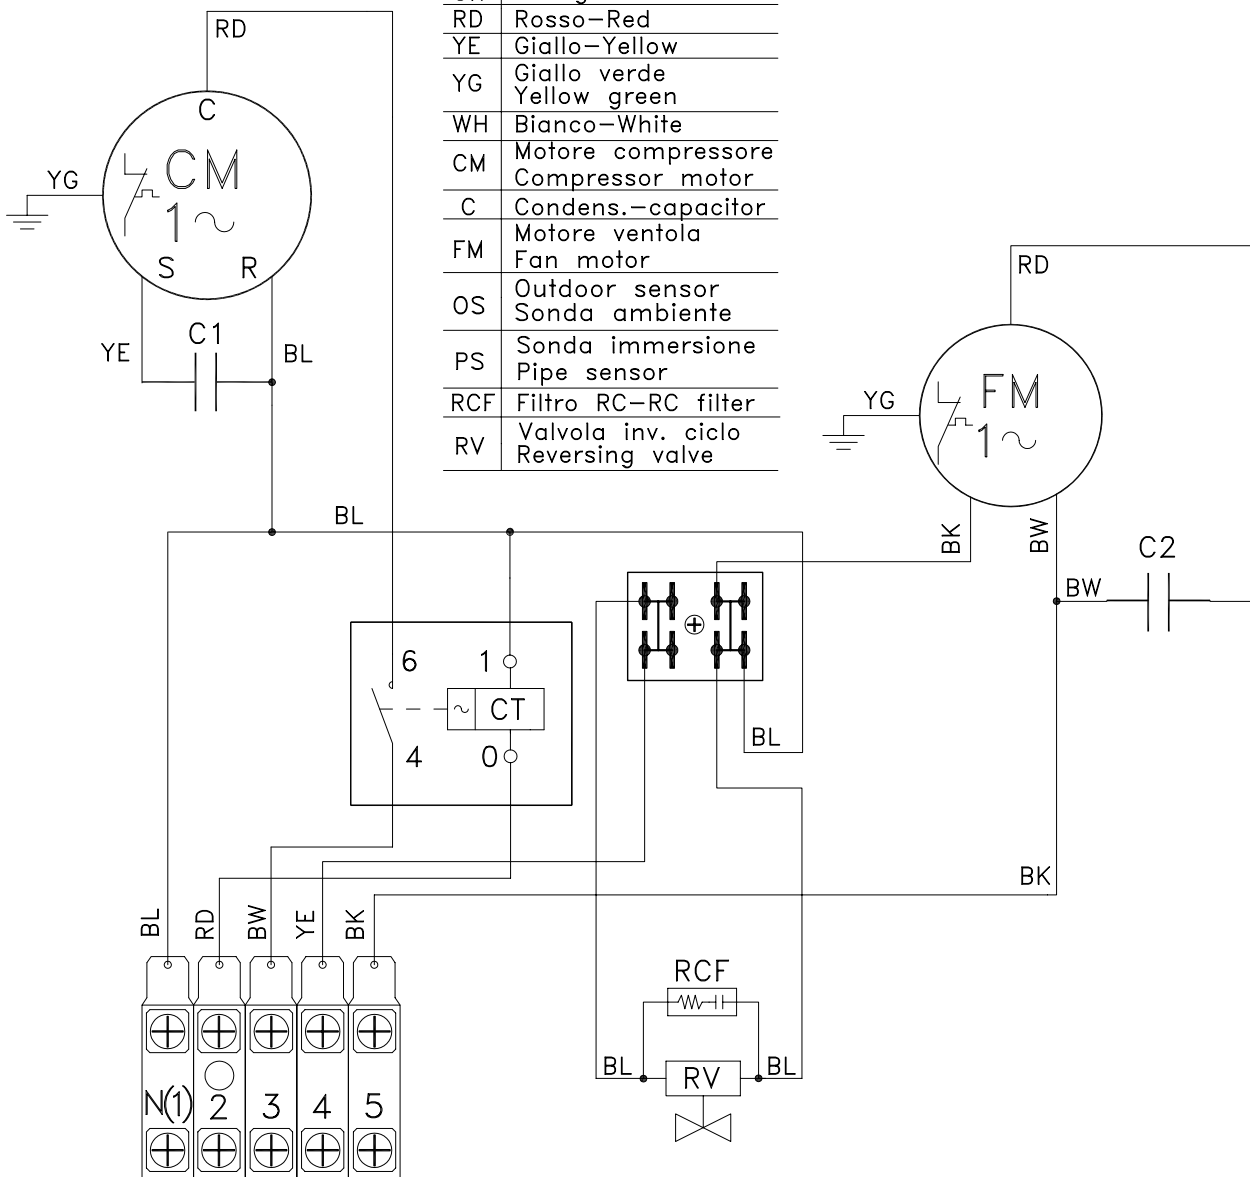 RD Rosso-Red
YE Giallo-Yellow
YG Giallo verde
Yellow green
WH Bianco-White
CM Motore compressore
Compressor motor
C Condens.-capacitor
FM Motore ventola
Fan motor
OS Outdoor sensor
Sonda ambiente
PS Sonda immersione
Pipe sensor
RCF Filtro RC-RC filter
RV Valvola inv. ciclo
Reversing valve
RD
C
CM
1~
YG
S R
YE C1 BL
RD
FM
1~
YG
BK BW
BW C2
BL
6 1
~ CT
4 0
BL
BK
BL RD BW YE BK
RCF
BL RV BL
N(1) 2 3 4 5